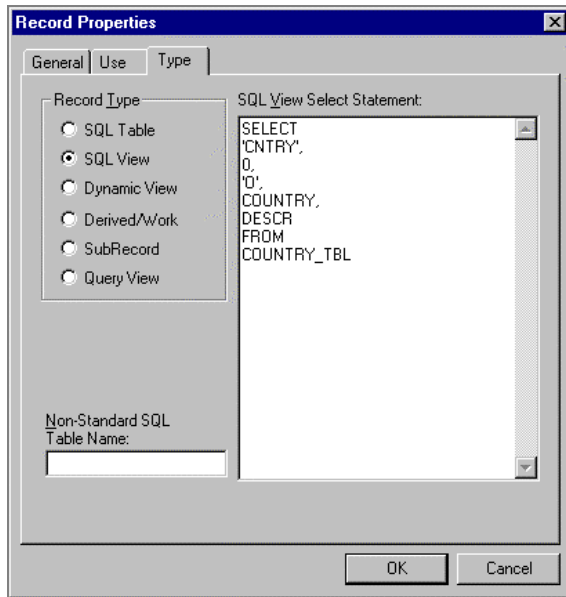 Record Properties
General Use Type
Record Type
SQL Table
SQL View
Dynamic View
Derived/Work
SubRecord
Query View
Non-Standard SQL
Table Name:
SQL View Select Statement:
SELECT
'CNTRY',
0,
'0',
COUNTRY,
DESCR
FROM
COUNTRY_TBL
OK Cancel